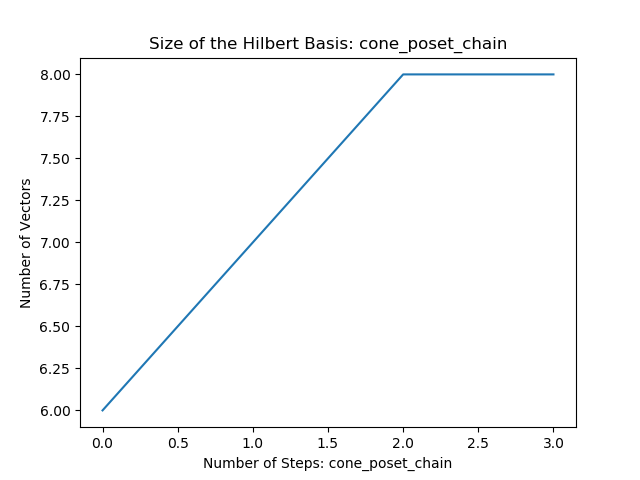 Size of the Hilbert Basis: cone_poset_chain
8.00
7.75
7.50
7.25
7.00
6.75
6.50
6.25
6.00
Number of Vectors
0.0 0.5 1.0 1.5 2.0 2.5 3.0
Number of Steps: cone_poset_chain